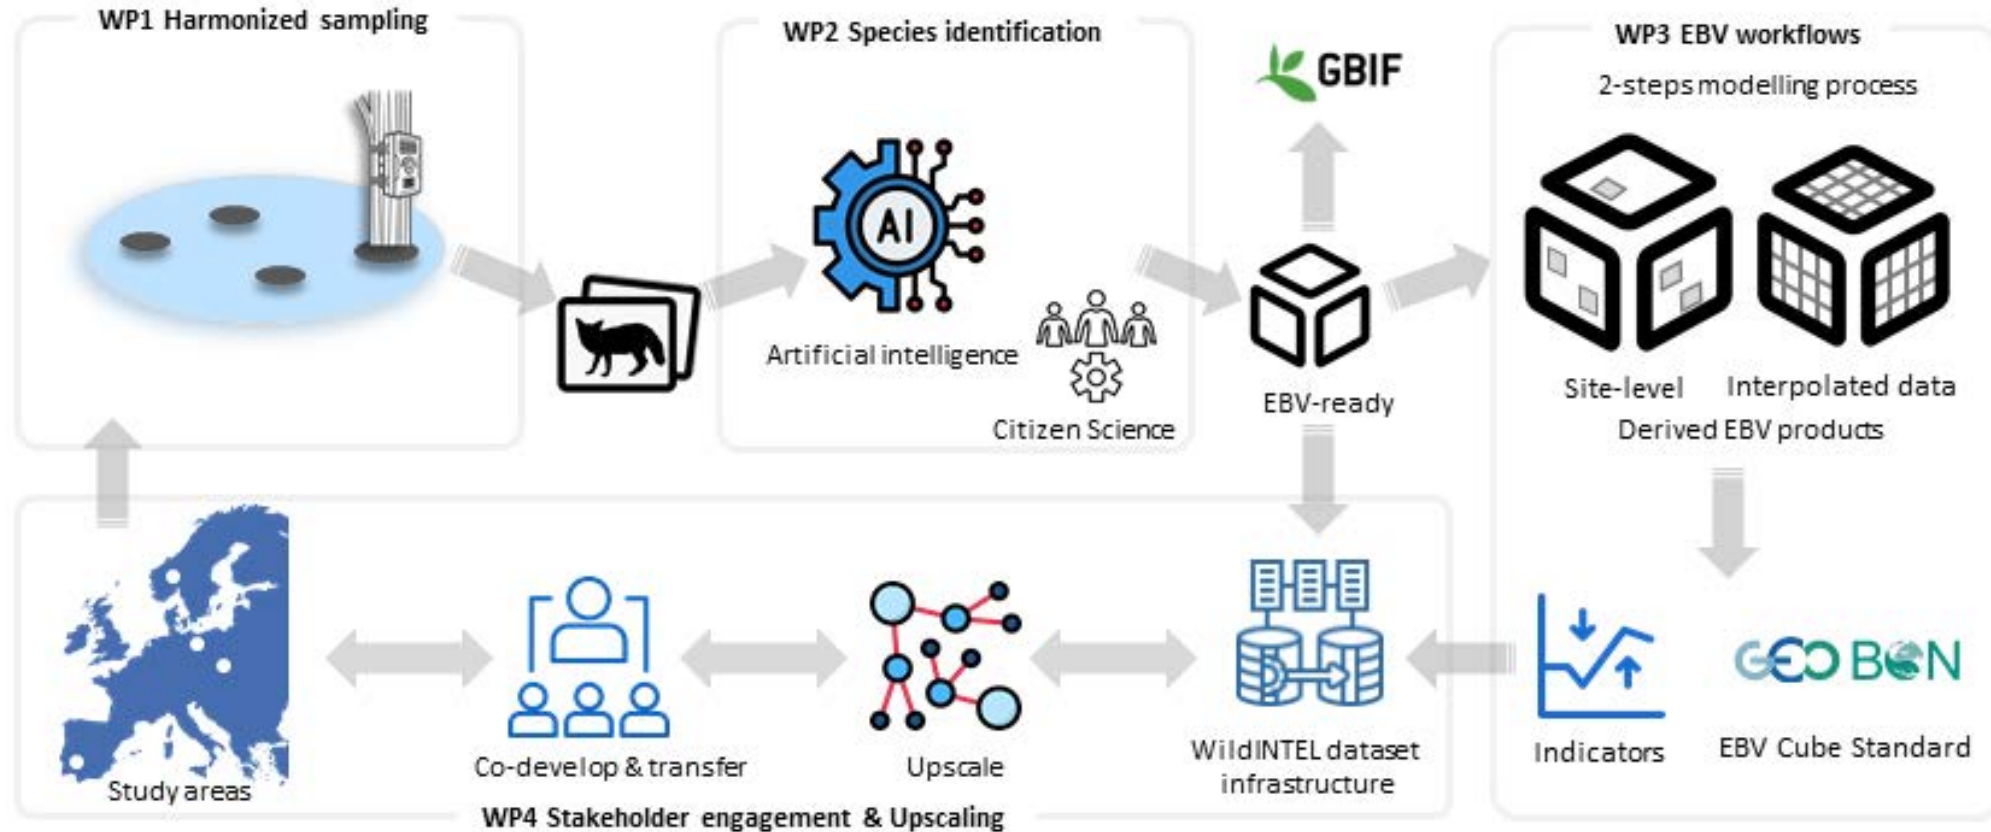 WP1 Harmonized sampling
WP2 Species identification
AI
Artificial intelligence
Citizen Science
GBIF
EBV-ready
WP3 EBV workflows
2-steps modelling process
Site-level
Interpolated data
Derived EBV products
Study areas
Co-develop & transfer
Upscale
WildINTEL dataset
infrastructure
Indicators
GEO BON
EBV Cube Standard
WP4 Stakeholder engagement & Upscaling